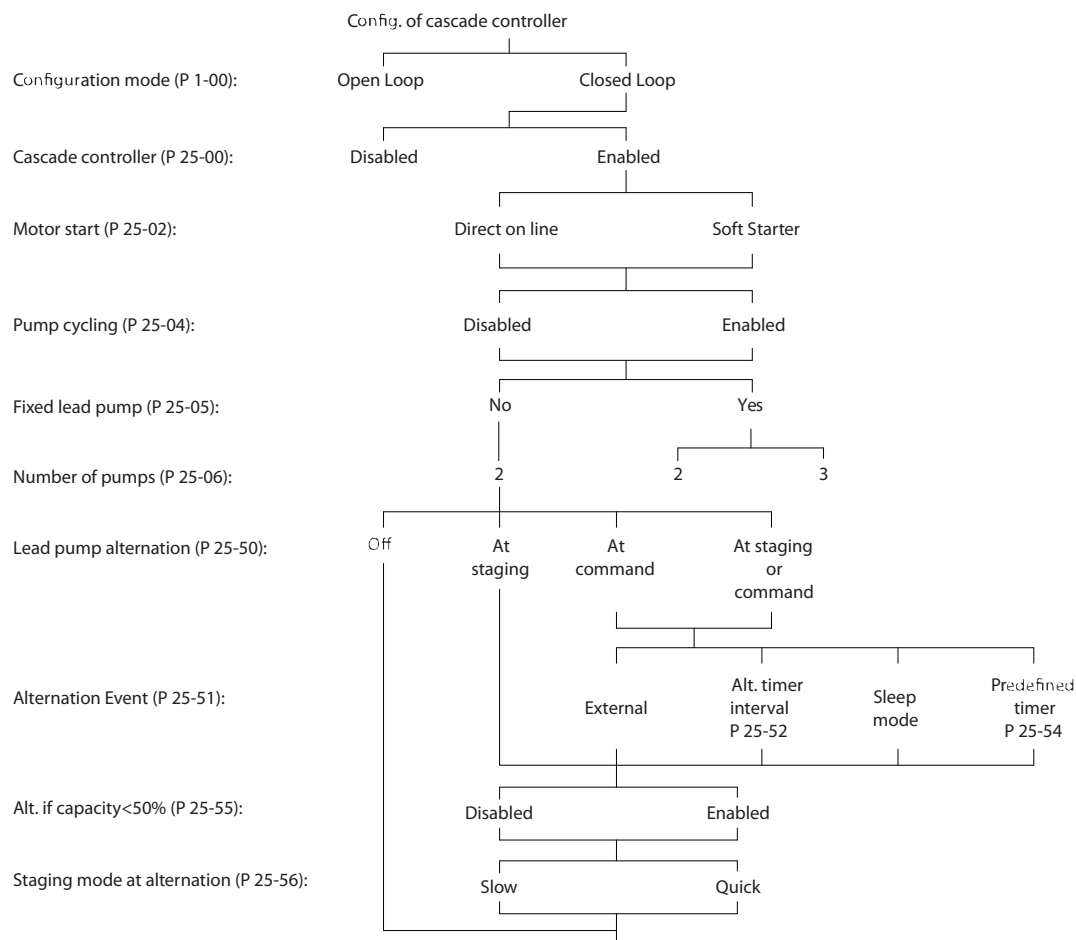 Config. of cascade controller
Configuration mode (P 1-00):
Open Loop
Closed Loop
Cascade controller (P 25-00):
Disabled
Enabled
Motor start (P 25-02):
Direct on line
Soft Starter
Pump cycling (P 25-04):
Disabled
Enabled
Fixed lead pump (P 25-05):
No
Yes
Number of pumps (P 25-06):
2
2
3
Lead pump alternation (P 25-50):
Off
At
staging
At
command
At staging
or
command
Alternation Event (P 25-51):
External
Alt. timer
interval
P 25-52
Sleep
mode
Predefined
timer
P 25-54
Alt. if capacity<50% (P 25-55):
Disabled
Enabled
Staging mode at alternation (P 25-56):
Slow
Quick